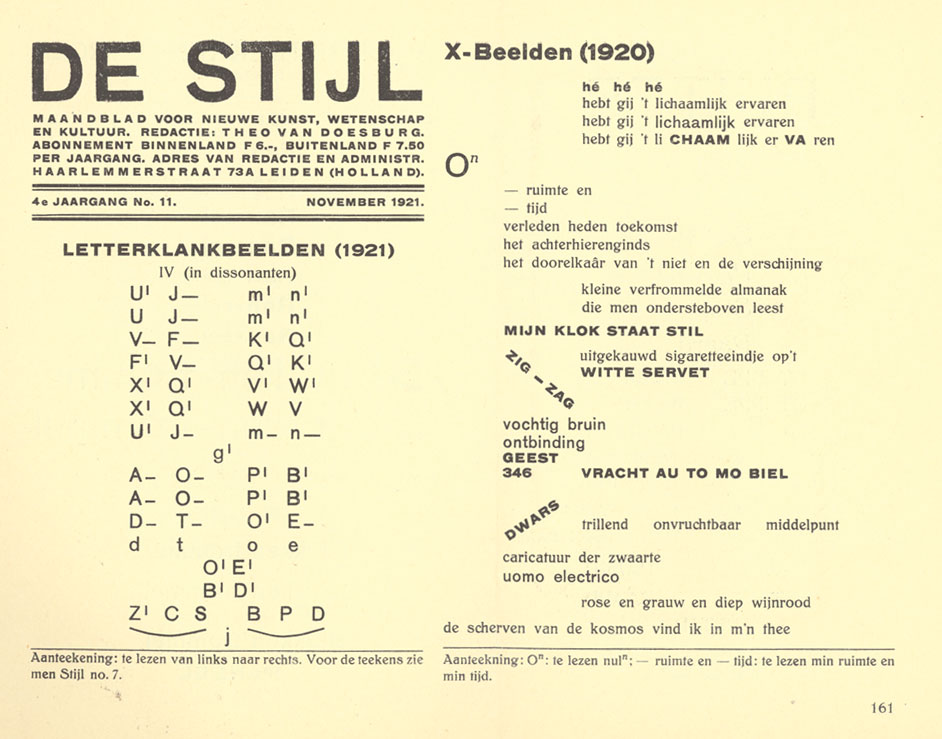 DE STIJL
MAANDBLAD VOOR NIEUWE KUNST, WETENSCHAP
EN KULTUUR. REDACTIE: THEO VAN DOESBURG.
ABONNEMENT BINNENLAND F 6.-, BUITENLAND F 7.50
PER JAARGANG. ADRES VAN REDACTIE EN ADMINISTR.
HAARLEMMERSTRAAT 73A LEIDEN (HOLLAND).
4e JAARGANG No. 11. NOVEMBER 1921.
LETTERKLANKBEELDEN (1921)
IV (in dissonanten)
U' J— m' n'
U J— m' n'
V— F— K' Q'
F' V— Q' K'
X' Q' V' W'
X' Q' W V
U' J— m— n—
g'
A— O— P' B'
A— O— P' B'
D— T— O' E—
d t o e
O' E'
B' D'
Z' C S B P D
j
Aanteekening: te lezen van links naar rechts. Voor de teekens zie
men Stijl no. 7.
X-Beelden (1920)
hé hé hé
hebt gij 't lichaamlijk ervaren
hebt gij 't lichaamlijk ervaren
hebt gij 't li CHAAM lijk er VA ren
Oⁿ
— ruimte en
— tijd
verleden heden toekomst
het achterhierenginds
het doorelkaâr van 't niet en de verschijning
kleine verfrommelde almanak
die men ondersteboven leest
MIJN KLOK STAAT STIL
uitgekauwd sigaretteeindje op't
WITTE SERVET
ZIG – ZAG
vochtig bruin
ontbinding
GEEST
346 VRACHT AU TO MO BIEL
DWARS
trillend onvruchtbaar middelpunt
caricatuur der zwaarte
uomo electrico
rose en grauw en diep wijnrood
de scherven van de kosmos vind ik in m'n thee
Aanteekning: Oⁿ: te lezen nulⁿ; — ruimte en — tijd: te lezen min ruimte en
min tijd.
161